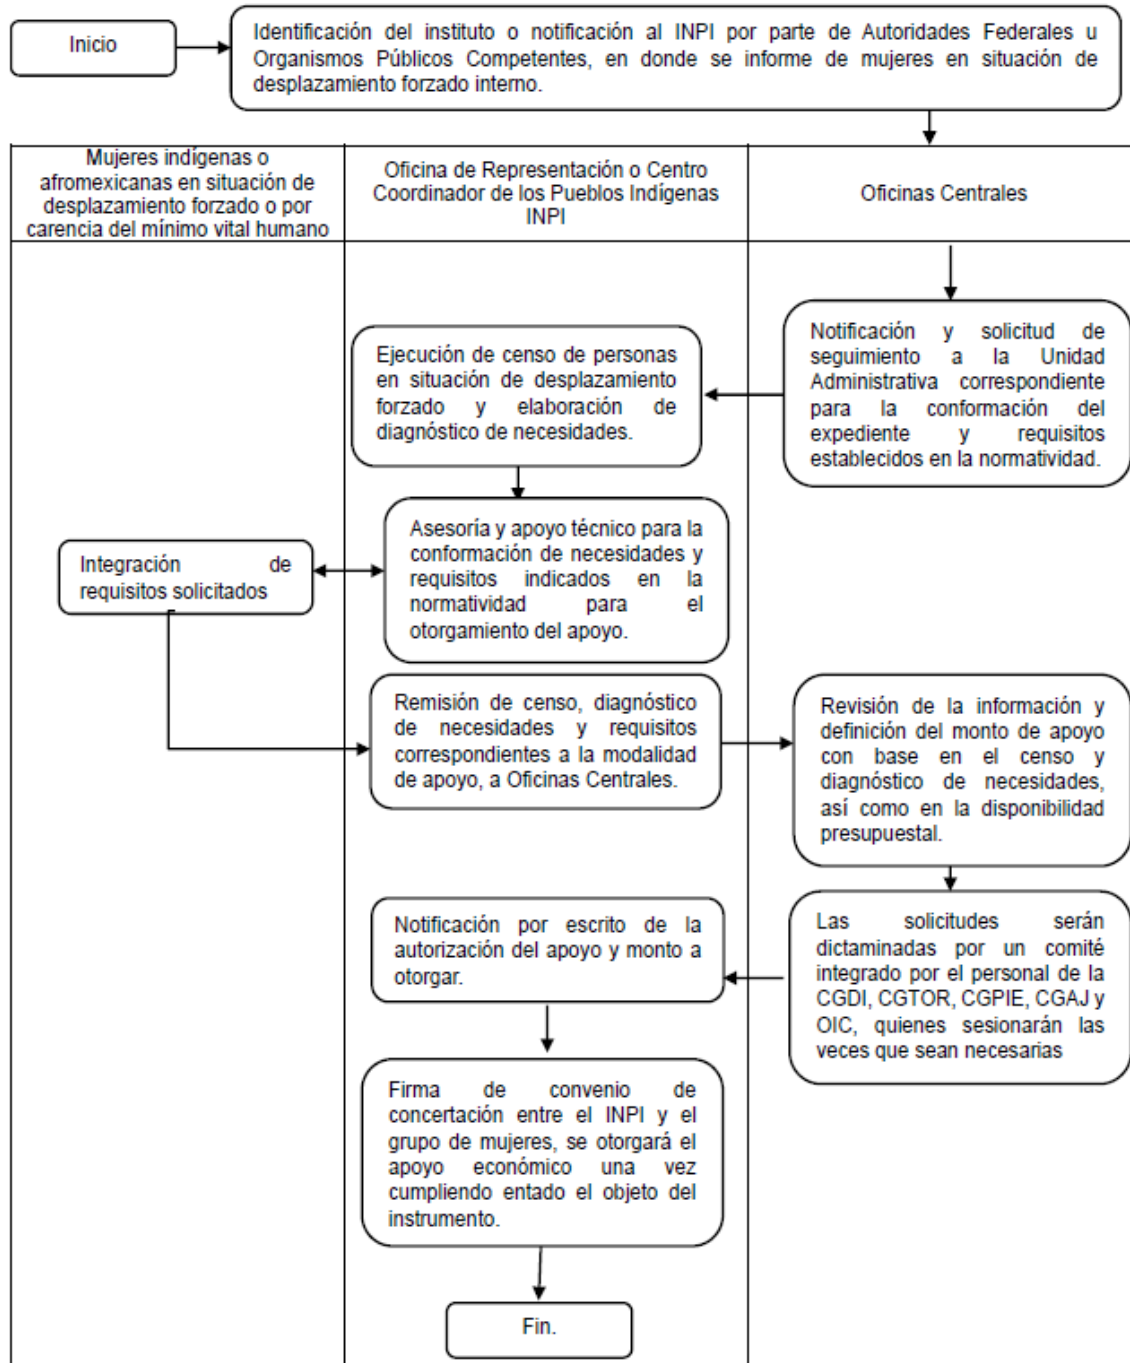 Inicio
Identificación del instituto o notificación al INPI por parte de Autoridades Federales u
Organismos Públicos Competentes, en donde se informe de mujeres en situación de
desplazamiento forzado interno.
Mujeres indígenas o
afromexicanas en situación de
desplazamiento forzado o por
carencia del mínimo vital humano
Oficina de Representación o Centro
Coordinador de los Pueblos Indígenas
INPI
Oficinas Centrales
Notificación y solicitud de
seguimiento a la Unidad
Administrativa correspondiente
para la conformación del
expediente y requisitos
establecidos en la normatividad.
Ejecución de censo de personas
en situación de desplazamiento
forzado y elaboración de
diagnóstico de necesidades.
Asesoría y apoyo técnico para la
conformación de necesidades y
requisitos indicados en la
normatividad para el
otorgamiento del apoyo.
Integración de
requisitos solicitados
Remisión de censo, diagnóstico
de necesidades y requisitos
correspondientes a la modalidad
de apoyo, a Oficinas Centrales.
Revisión de la información y
definición del monto de apoyo
con base en el censo y
diagnóstico de necesidades,
así como en la disponibilidad
presupuestal.
Las solicitudes serán
dictaminadas por un comité
integrado por el personal de la
CGDI, CGTOR, CGPIE, CGAJ y
OIC, quienes sesionarán las
veces que sean necesarias
Notificación por escrito de la
autorización del apoyo y monto a
otorgar.
Firma de convenio de
concertación entre el INPI y el
grupo de mujeres, se otorgará el
apoyo económico una vez
cumpliendo entado el objeto del
instrumento.
Fin.